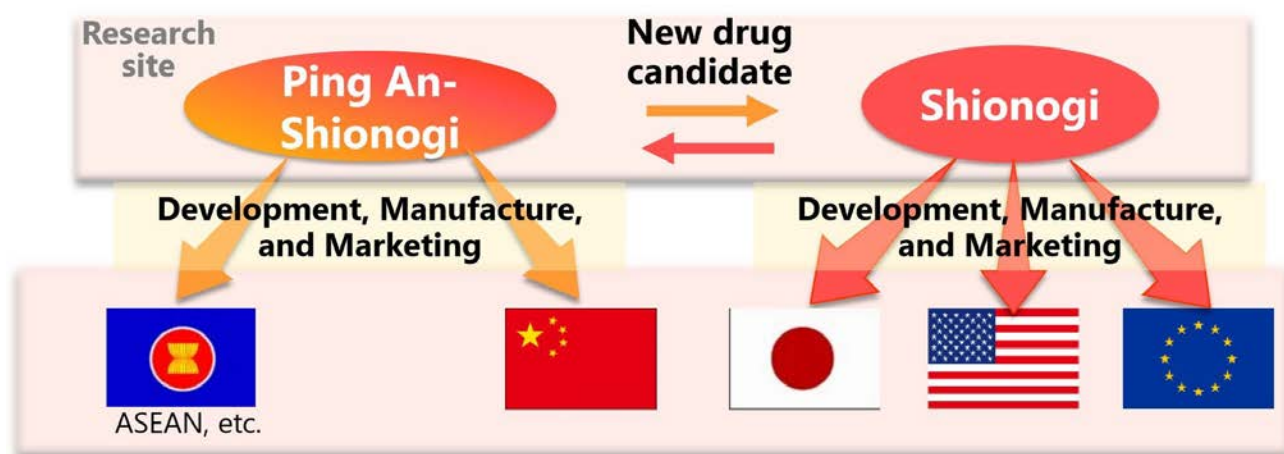 Research
site
Ping An-
Shionogi
New drug
candidate
Shionogi
Development, Manufacture,
and Marketing
Development, Manufacture,
and Marketing
ASEAN, etc.